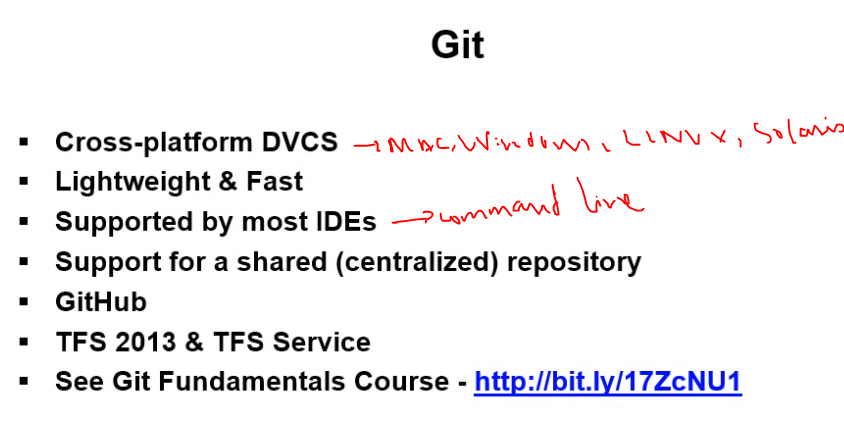 Git
▪ Cross-platform DVCS → MAC, Windows, LINUX, Solaris
▪ Lightweight & Fast
▪ Supported by most IDEs → command line
▪ Support for a shared (centralized) repository
▪ GitHub
▪ TFS 2013 & TFS Service
▪ See Git Fundamentals Course - http://bit.ly/17ZcNU1